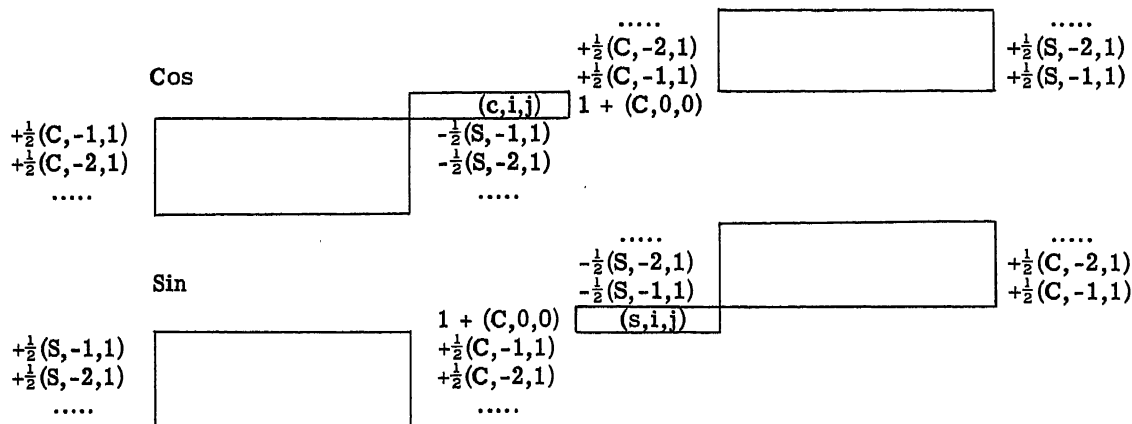 .....
+½(C,-2,1) +½(S,-2,1)
Cos +½(C,-1,1) +½(S,-1,1)
(c,i,j) 1 + (C,0,0)
+½(C,-1,1) -½(S,-1,1)
+½(C,-2,1) -½(S,-2,1)
..... .....
..... .....
-½(S,-2,1) +½(C,-2,1)
Sin -½(S,-1,1) +½(C,-1,1)
1 + (C,0,0) (s,i,j)
+½(S,-1,1) +½(C,-1,1)
+½(S,-2,1) +½(C,-2,1)
..... .....